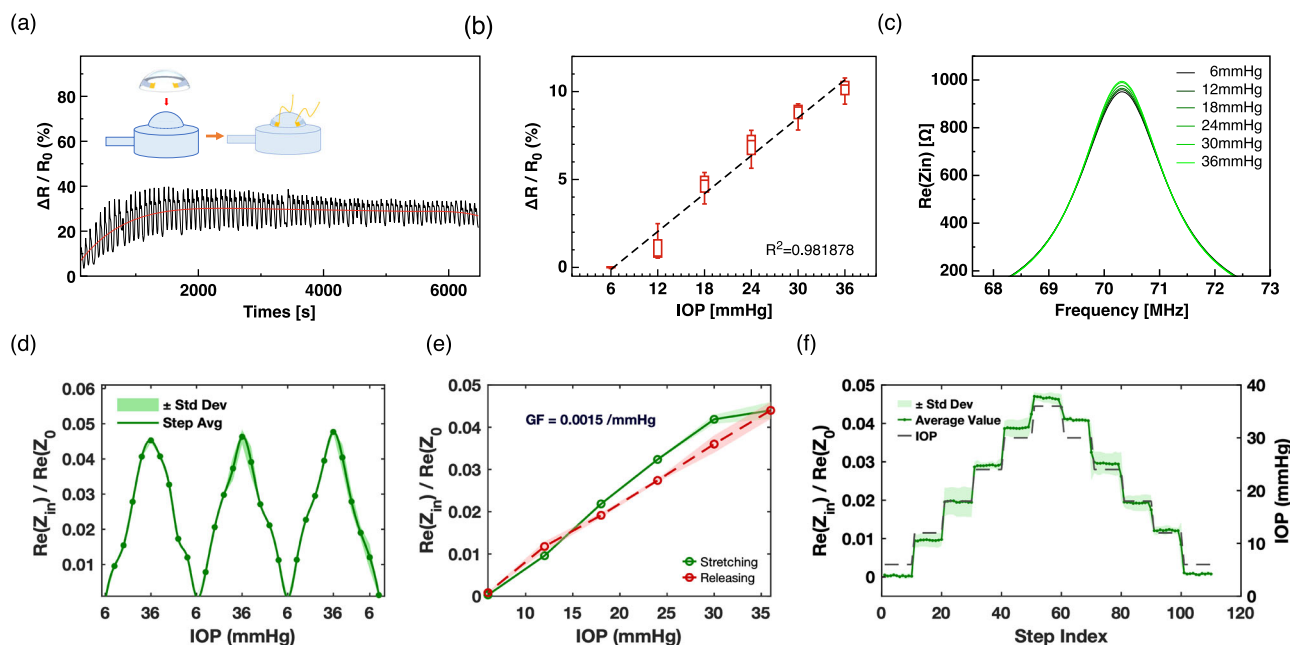 (a)
ΔR / R0 (%)
80
60
40
20
0
2000
4000
6000
Times [s]
(b)
ΔR / R0 (%)
10
5
0
6
12
18
24
30
36
R2=0.981878
IOP [mmHg]
(c)
Re(Zin) [Ω]
1000
800
600
400
200
6mmHg
12mmHg
18mmHg
24mmHg
30mmHg
36mmHg
68
69
70
71
72
73
Frequency [MHz]
(d)
Re(Zin) / Re(Z0
0.06
0.05
0.04
0.03
0.02
0.01
± Std Dev
Step Avg
6
36
6
36
6
36
6
IOP (mmHg)
(e)
Re(Zin) / Re(Z0
0.05
0.04
0.03
0.02
0.01
0
GF = 0.0015 /mmHg
Stretching
Releasing
10
15
20
25
30
35
IOP (mmHg)
(f)
Re(Zin) / Re(Z0)
0.05
0.04
0.03
0.02
0.01
0
± Std Dev
Average Value
IOP
40
30
20
10
0
IOP (mmHg)
0
20
40
60
80
100
120
Step Index